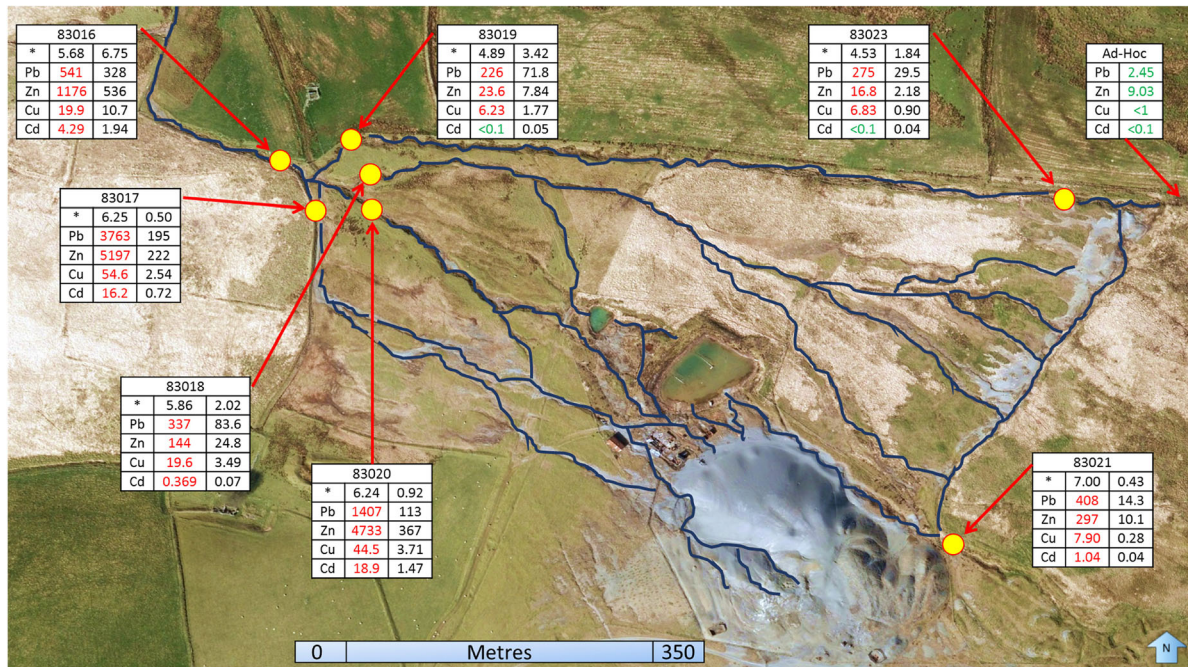 83016
* 5.68 6.75
Pb 541 328
Zn 1176 536
Cu 19.9 10.7
Cd 4.29 1.94
83019
* 4.89 3.42
Pb 226 71.8
Zn 23.6 7.84
Cu 6.23 1.77
Cd <0.1 0.05
83023
* 4.53 1.84
Pb 275 29.5
Zn 16.8 2.18
Cu 6.83 0.90
Cd <0.1 0.04
Ad-Hoc
Pb 2.45
Zn 9.03
Cu <1
Cd <0.1
83017
* 6.25 0.50
Pb 3763 195
Zn 5197 222
Cu 54.6 2.54
Cd 16.2 0.72
83018
* 5.86 2.02
Pb 337 83.6
Zn 144 24.8
Cu 19.6 3.49
Cd 0.369 0.07
83020
* 6.24 0.92
Pb 1407 113
Zn 4733 367
Cu 44.5 3.71
Cd 18.9 1.47
83021
* 7.00 0.43
Pb 408 14.3
Zn 297 10.1
Cu 7.90 0.28
Cd 1.04 0.04
0 Metres 350
N